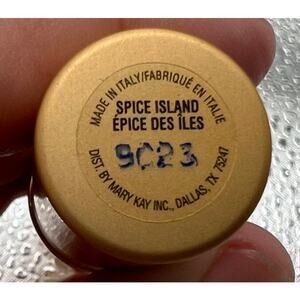 MADE IN ITALY/FABRIQUÉ EN ITALIE
SPICE ISLAND
ÉPICE DES ÎLES
9C23
DIST. BY MARY KAY INC., DALLAS, TX 75247